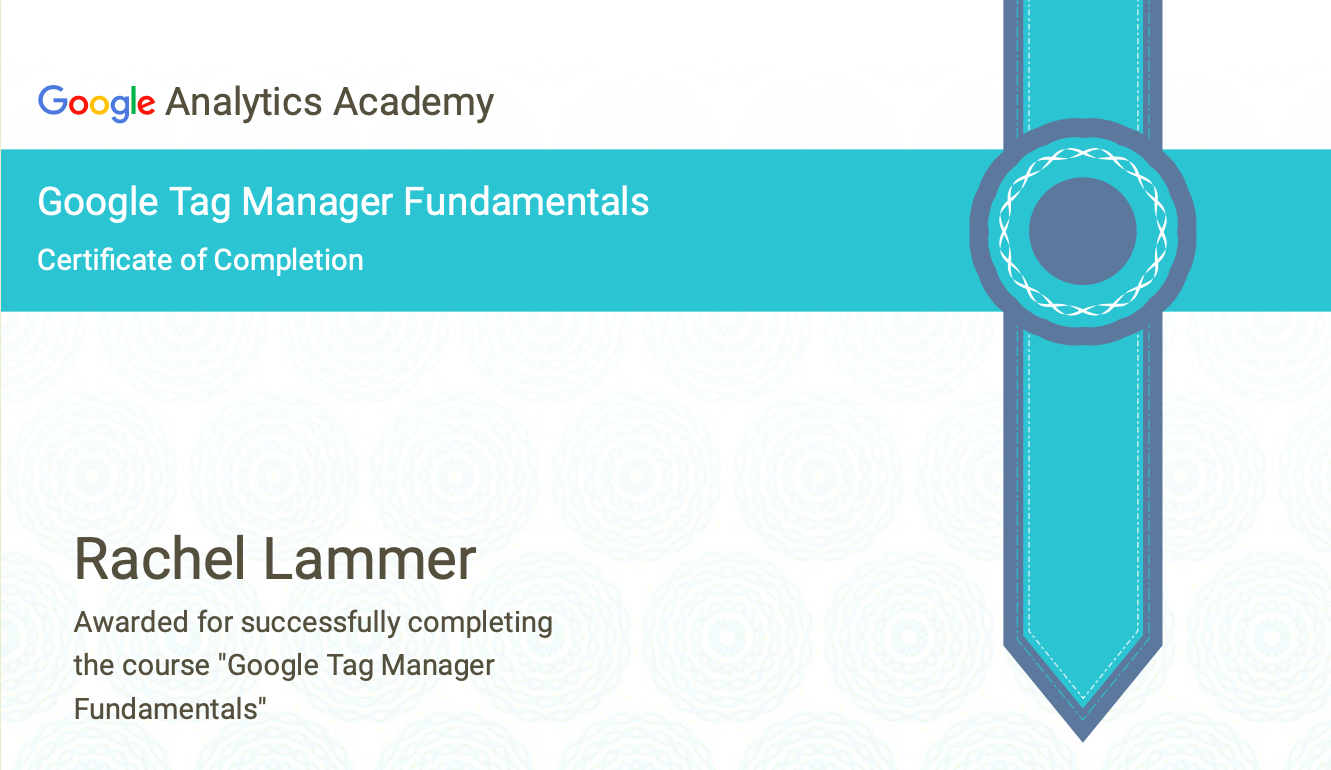 Google Analytics Academy
Google Tag Manager Fundamentals
Certificate of Completion
Rachel Lammer
Awarded for successfully completing
the course "Google Tag Manager
Fundamentals"